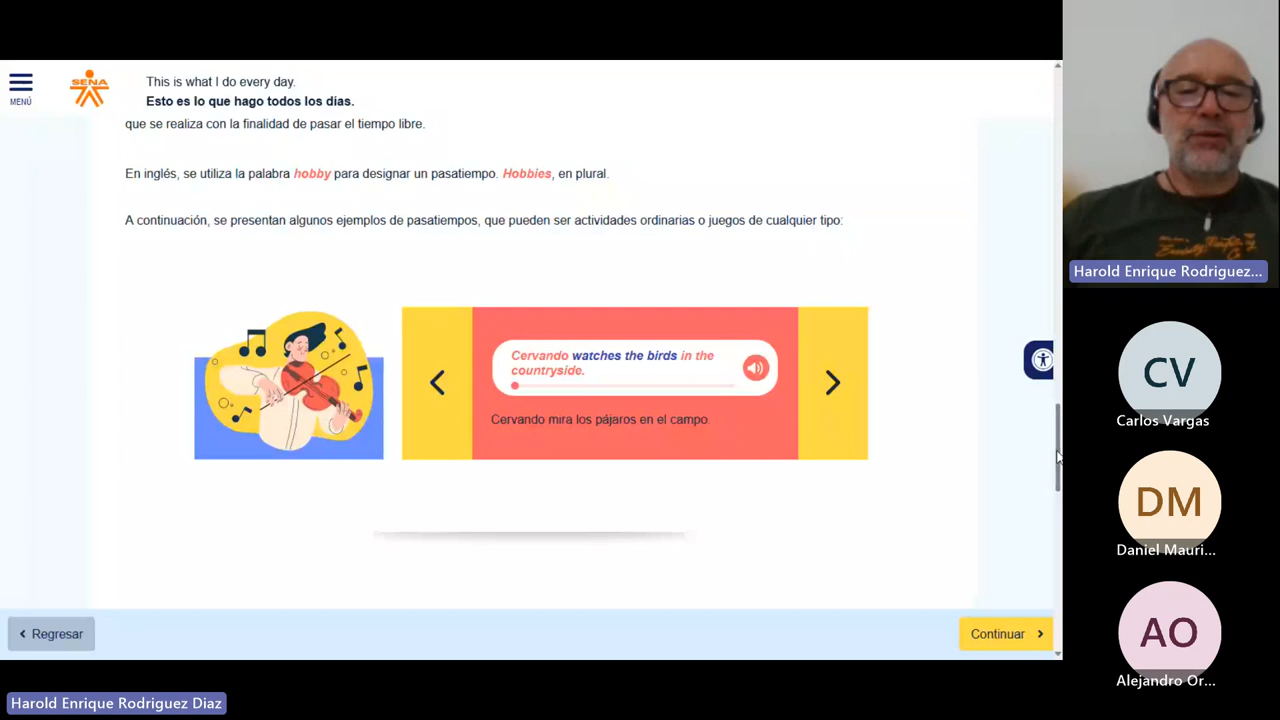 This is what I do every day.
Esto es lo que hago todos los días.
MENÚ
SENA
que se realiza con la finalidad de pasar el tiempo libre.
En inglés, se utiliza la palabra hobby para designar un pasatiempo. Hobbies, en plural.
A continuación, se presentan algunos ejemplos de pasatiempos, que pueden ser actividades ordinarias o juegos de cualquier tipo:
Cervando watches the birds in the
countryside.
Cervando mira los pájaros en el campo.
Regresar
Continuar
Harold Enrique Rodriguez Diaz
Harold Enrique Rodriguez...
CV
Carlos Vargas
DM
Daniel Mauri...
AO
Alejandro Or...